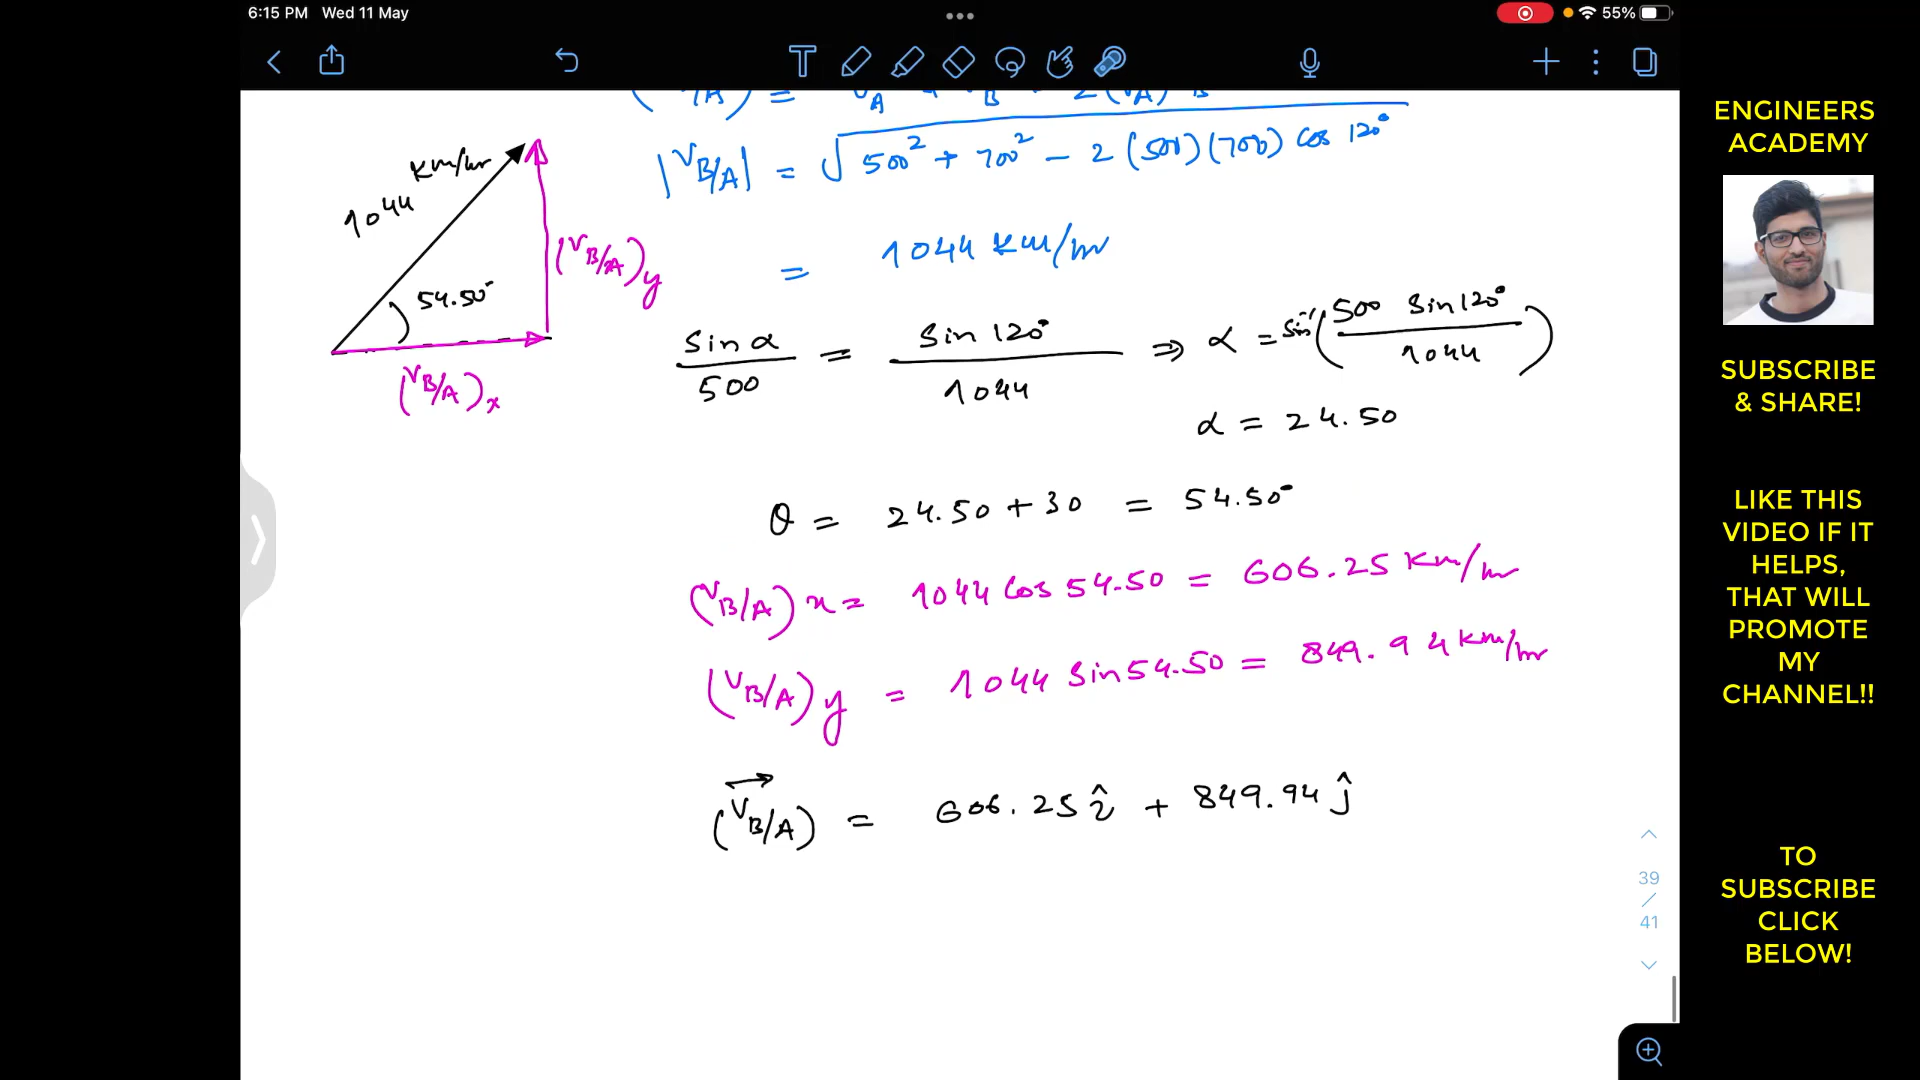 6:15 PM Wed 11 May
55%
|V_B/A| = √500² + 700² - 2 (500)(700) cos 120°
= 1044 Km/hr
1044 Km/hr
54.50°
(V_B/A)y
(V_B/A)x
Sin α / 500 = Sin 120° / 1044 ⇒ α = sin⁻¹(500 Sin 120° / 1044)
α = 24.50
θ = 24.50 + 30 = 54.50°
(V_B/A)x = 1044 Cos 54.50 = 606.25 Km/hr
(V_B/A)y = 1044 Sin 54.50 = 849.94 Km/hr
(V_B/A) = 606.25 î + 849.94 ĵ
39
/
41
ENGINEERS
ACADEMY
SUBSCRIBE
& SHARE!
LIKE THIS
VIDEO IF IT
HELPS,
THAT WILL
PROMOTE
MY
CHANNEL!!
TO
SUBSCRIBE
CLICK
BELOW!